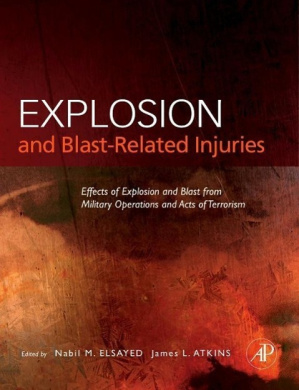 EXPLOSION
and Blast-Related Injuries
Effects of Explosion and Blast from
Military Operations and Acts of Terrorism
Edited by Nabil M. ELSAYED James L. ATKINS
AP